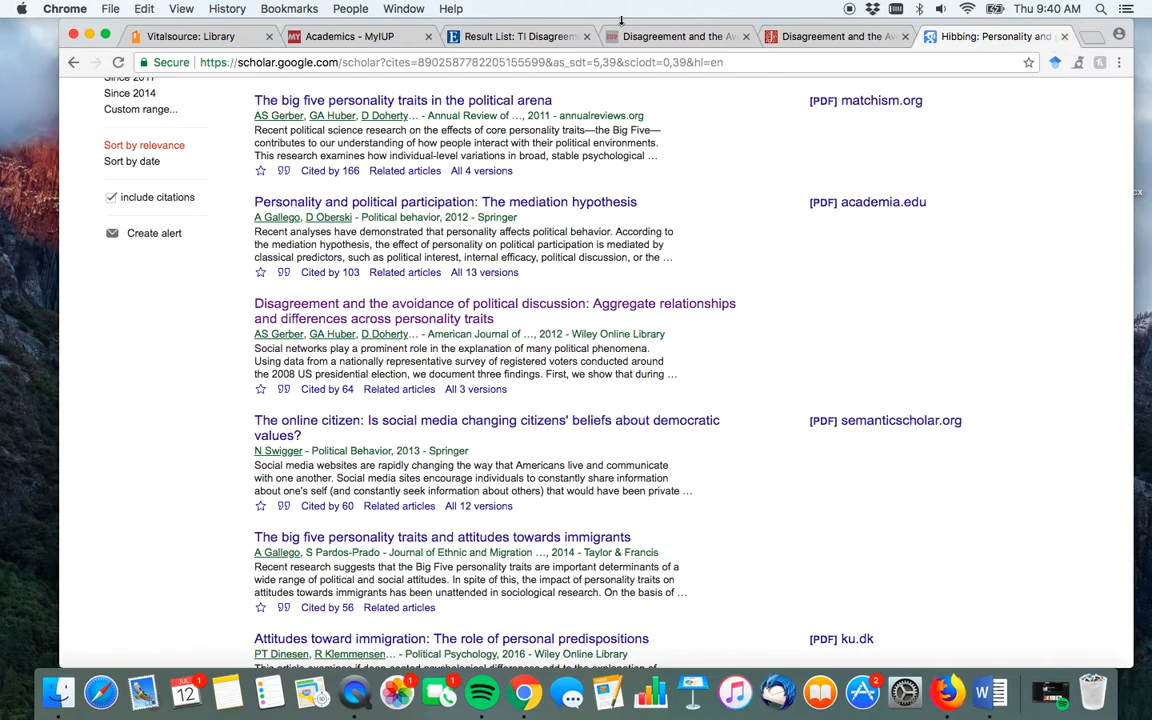 Chrome File Edit View History Bookmarks People Window Help Thu 9:40 AM
Vitalsource: Library × MY Academics - MyIUP × Result List: TI Disagreem × Disagreement and the Av × Disagreement and the Av × Hibbing: Personality and ×
Secure https://scholar.google.com/scholar?cites=8902587782205155599&as_sdt=5,39&sciodt=0,39&hl=en
Since 2017
Since 2014
Custom range...
Sort by relevance
Sort by date
include citations
Create alert
The big five personality traits in the political arena
[PDF] matchism.org
AS Gerber, GA Huber, D Doherty… - Annual Review of …, 2011 - annualreviews.org
Recent political science research on the effects of core personality traits—the Big Five—
contributes to our understanding of how people interact with their political environments.
This research examines how individual-level variations in broad, stable psychological …
Cited by 166 Related articles All 4 versions
Personality and political participation: The mediation hypothesis
[PDF] academia.edu
A Gallego, D Oberski - Political behavior, 2012 - Springer
Recent analyses have demonstrated that personality affects political behavior. According to
the mediation hypothesis, the effect of personality on political participation is mediated by
classical predictors, such as political interest, internal efficacy, political discussion, or the …
Cited by 103 Related articles All 13 versions
Disagreement and the avoidance of political discussion: Aggregate relationships
and differences across personality traits
AS Gerber, GA Huber, D Doherty… - American Journal of …, 2012 - Wiley Online Library
Social networks play a prominent role in the explanation of many political phenomena.
Using data from a nationally representative survey of registered voters conducted around
the 2008 US presidential election, we document three findings. First, we show that during …
Cited by 64 Related articles All 3 versions
The online citizen: Is social media changing citizens' beliefs about democratic
values?
[PDF] semanticscholar.org
N Swigger - Political Behavior, 2013 - Springer
Social media websites are rapidly changing the way that Americans live and communicate
with one another. Social media sites encourage individuals to constantly share information
about one's self (and constantly seek information about others) that would have been private …
Cited by 60 Related articles All 12 versions
The big five personality traits and attitudes towards immigrants
A Gallego, S Pardos-Prado - Journal of Ethnic and Migration …, 2014 - Taylor & Francis
Recent research suggests that the Big Five personality traits are important determinants of a
wide range of political and social attitudes. In spite of this, the impact of personality traits on
attitudes towards immigrants has been unattended in sociological research. On the basis of …
Cited by 56 Related articles
Attitudes toward immigration: The role of personal predispositions
[PDF] ku.dk
PT Dinesen, R Klemmensen… - Political Psychology, 2016 - Wiley Online Library
cx
JUL 12 1
1
1
2